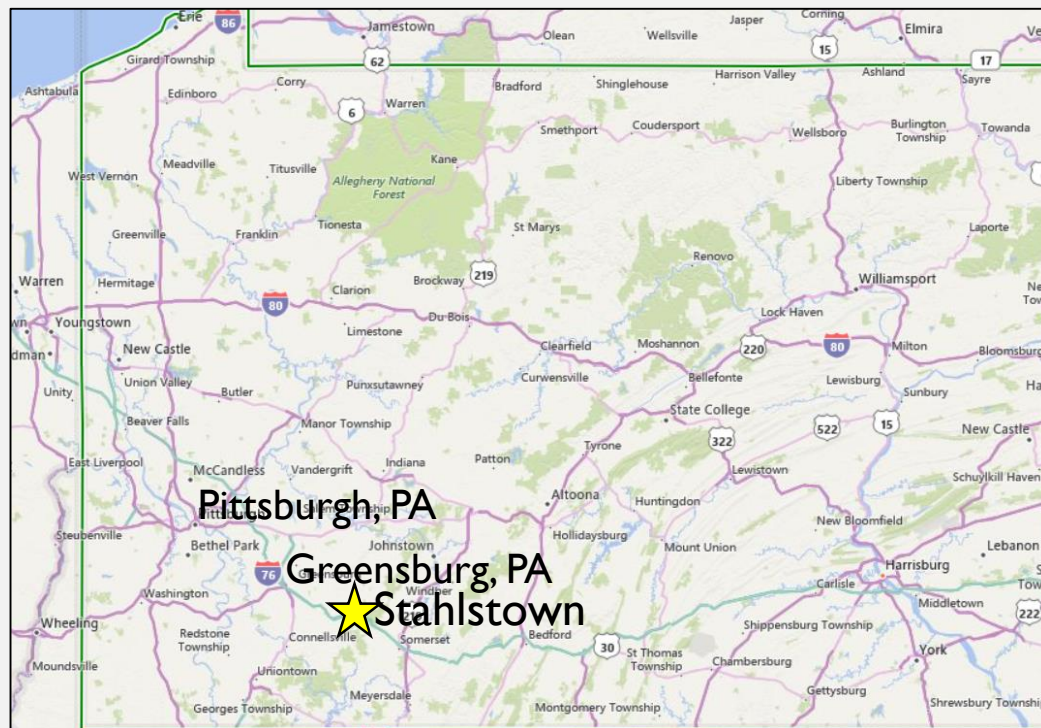 Erie
86
Jamestown
Olean
Wellsville
Jasper
Corning
Elmira
62
15
17
Girard Township
Ashtabula
Edinboro
Corry
Warren
6
Bradford
Shinglehouse
Harrison Valley
Ashland
Sayre
Smethport
Coudersport
Wellsboro
Burlington
Township
Towanda
Meadville
Titusville
Kane
West Vernon
Allegheny National
Forest
Liberty Township
Tionesta
Greenville
Franklin
St Marys
Laporte
Renovo
Warren
Hermitage
Clarion
Brockway
219
Williamsport
80
Youngstown
Limestone
Du Bois
Lock Haven
New Castle
Clearfield
Moshannon
220
80
Milton
Bloomsburg
Union Valley
Butler
Punxsutawney
Curwensville
Bellefonte
Lewisburg
Sunbury
Unity
Beaver Falls
Manor Township
State College
322
522
15
New Castle
East Liverpool
McCandless
Vandergrift
Indiana
Patton
Tyrone
Lewistown
Schuylkill Haven
Pittsburgh, PA
Altoona
Huntingdon
New Bloomfield
Steubenville
Bethel Park
Johnstown
Hollidaysburg
Mount Union
Lebanon
76
Greensburg, PA
Harrisburg
Carlisle
Washington
Stahlstown
Middletown
222
Wheeling
Redstone
Township
Connellsville
Somerset
Bedford
30
Shippensburg Township
St Thomas
Township
York
Moundsville
Uniontown
Chambersburg
Meyersdale
Gettysburg
Georges Township
Montgomery Township
Shrewsbury Township